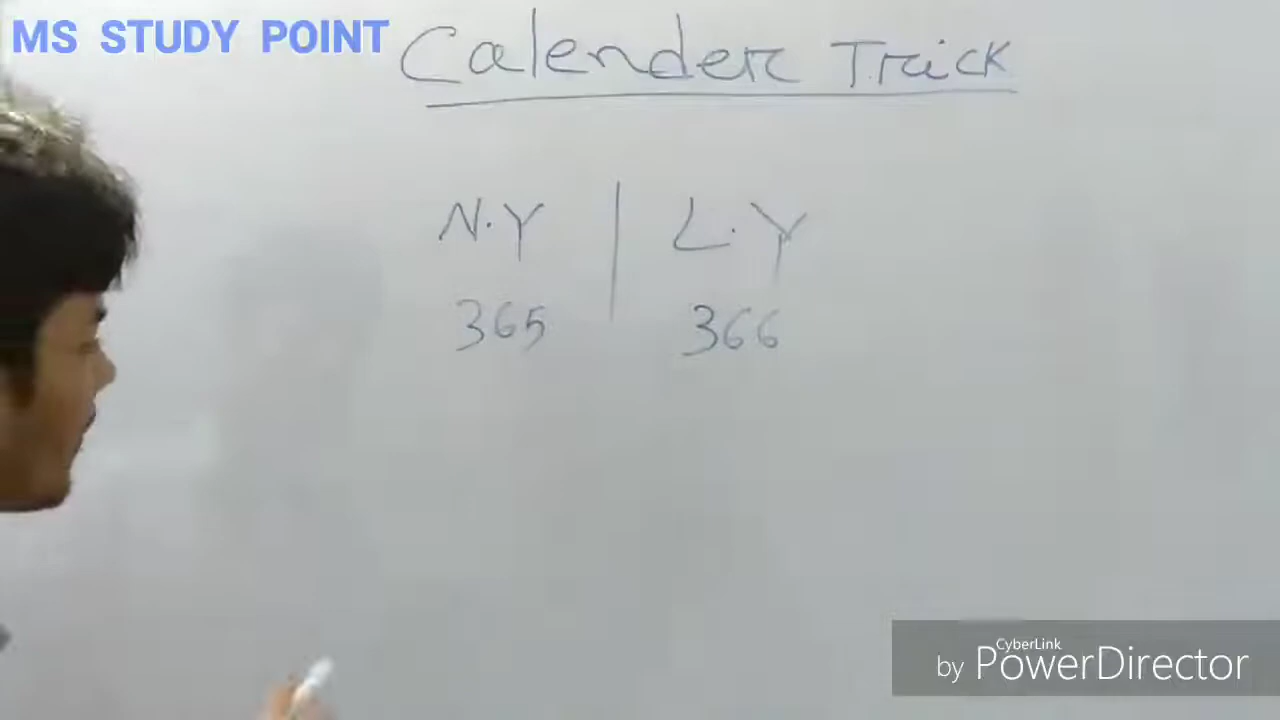 MS STUDY POINT
Calender Trick
N.Y | L.Y
365 366
CyberLink
by PowerDirector